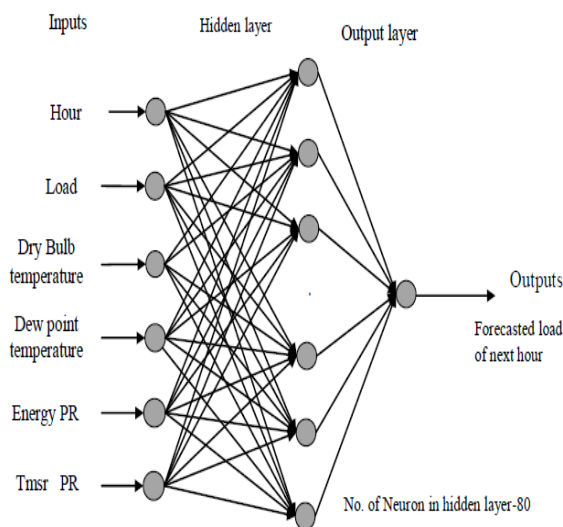 Inputs
Hidden layer
Output layer
Hour
Load
Dry Bulb
temperature
Dew point
temperature
Energy PR
Tmsr PR
Outputs
Forecasted load
of next hour
No. of Neuron in hidden layer-80